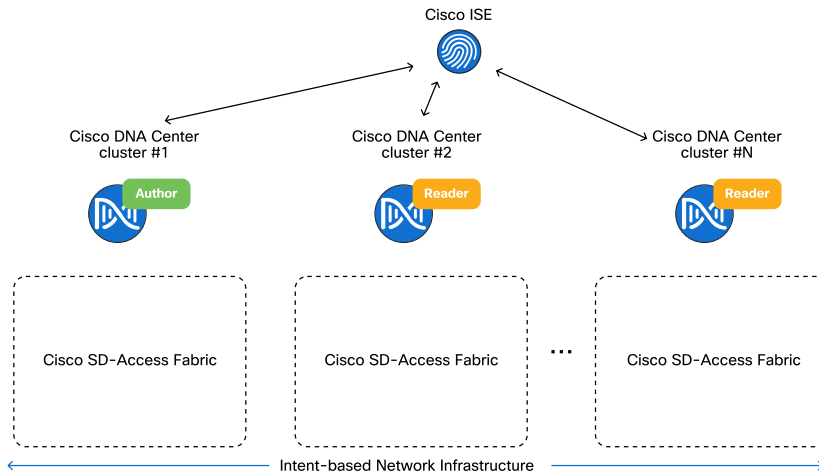 Cisco ISE
Cisco DNA Center
cluster #1
Cisco DNA Center
cluster #2
Cisco DNA Center
cluster #N
Author
Reader
Reader
Cisco SD-Access Fabric
Cisco SD-Access Fabric
...
Cisco SD-Access Fabric
Intent-based Network Infrastructure